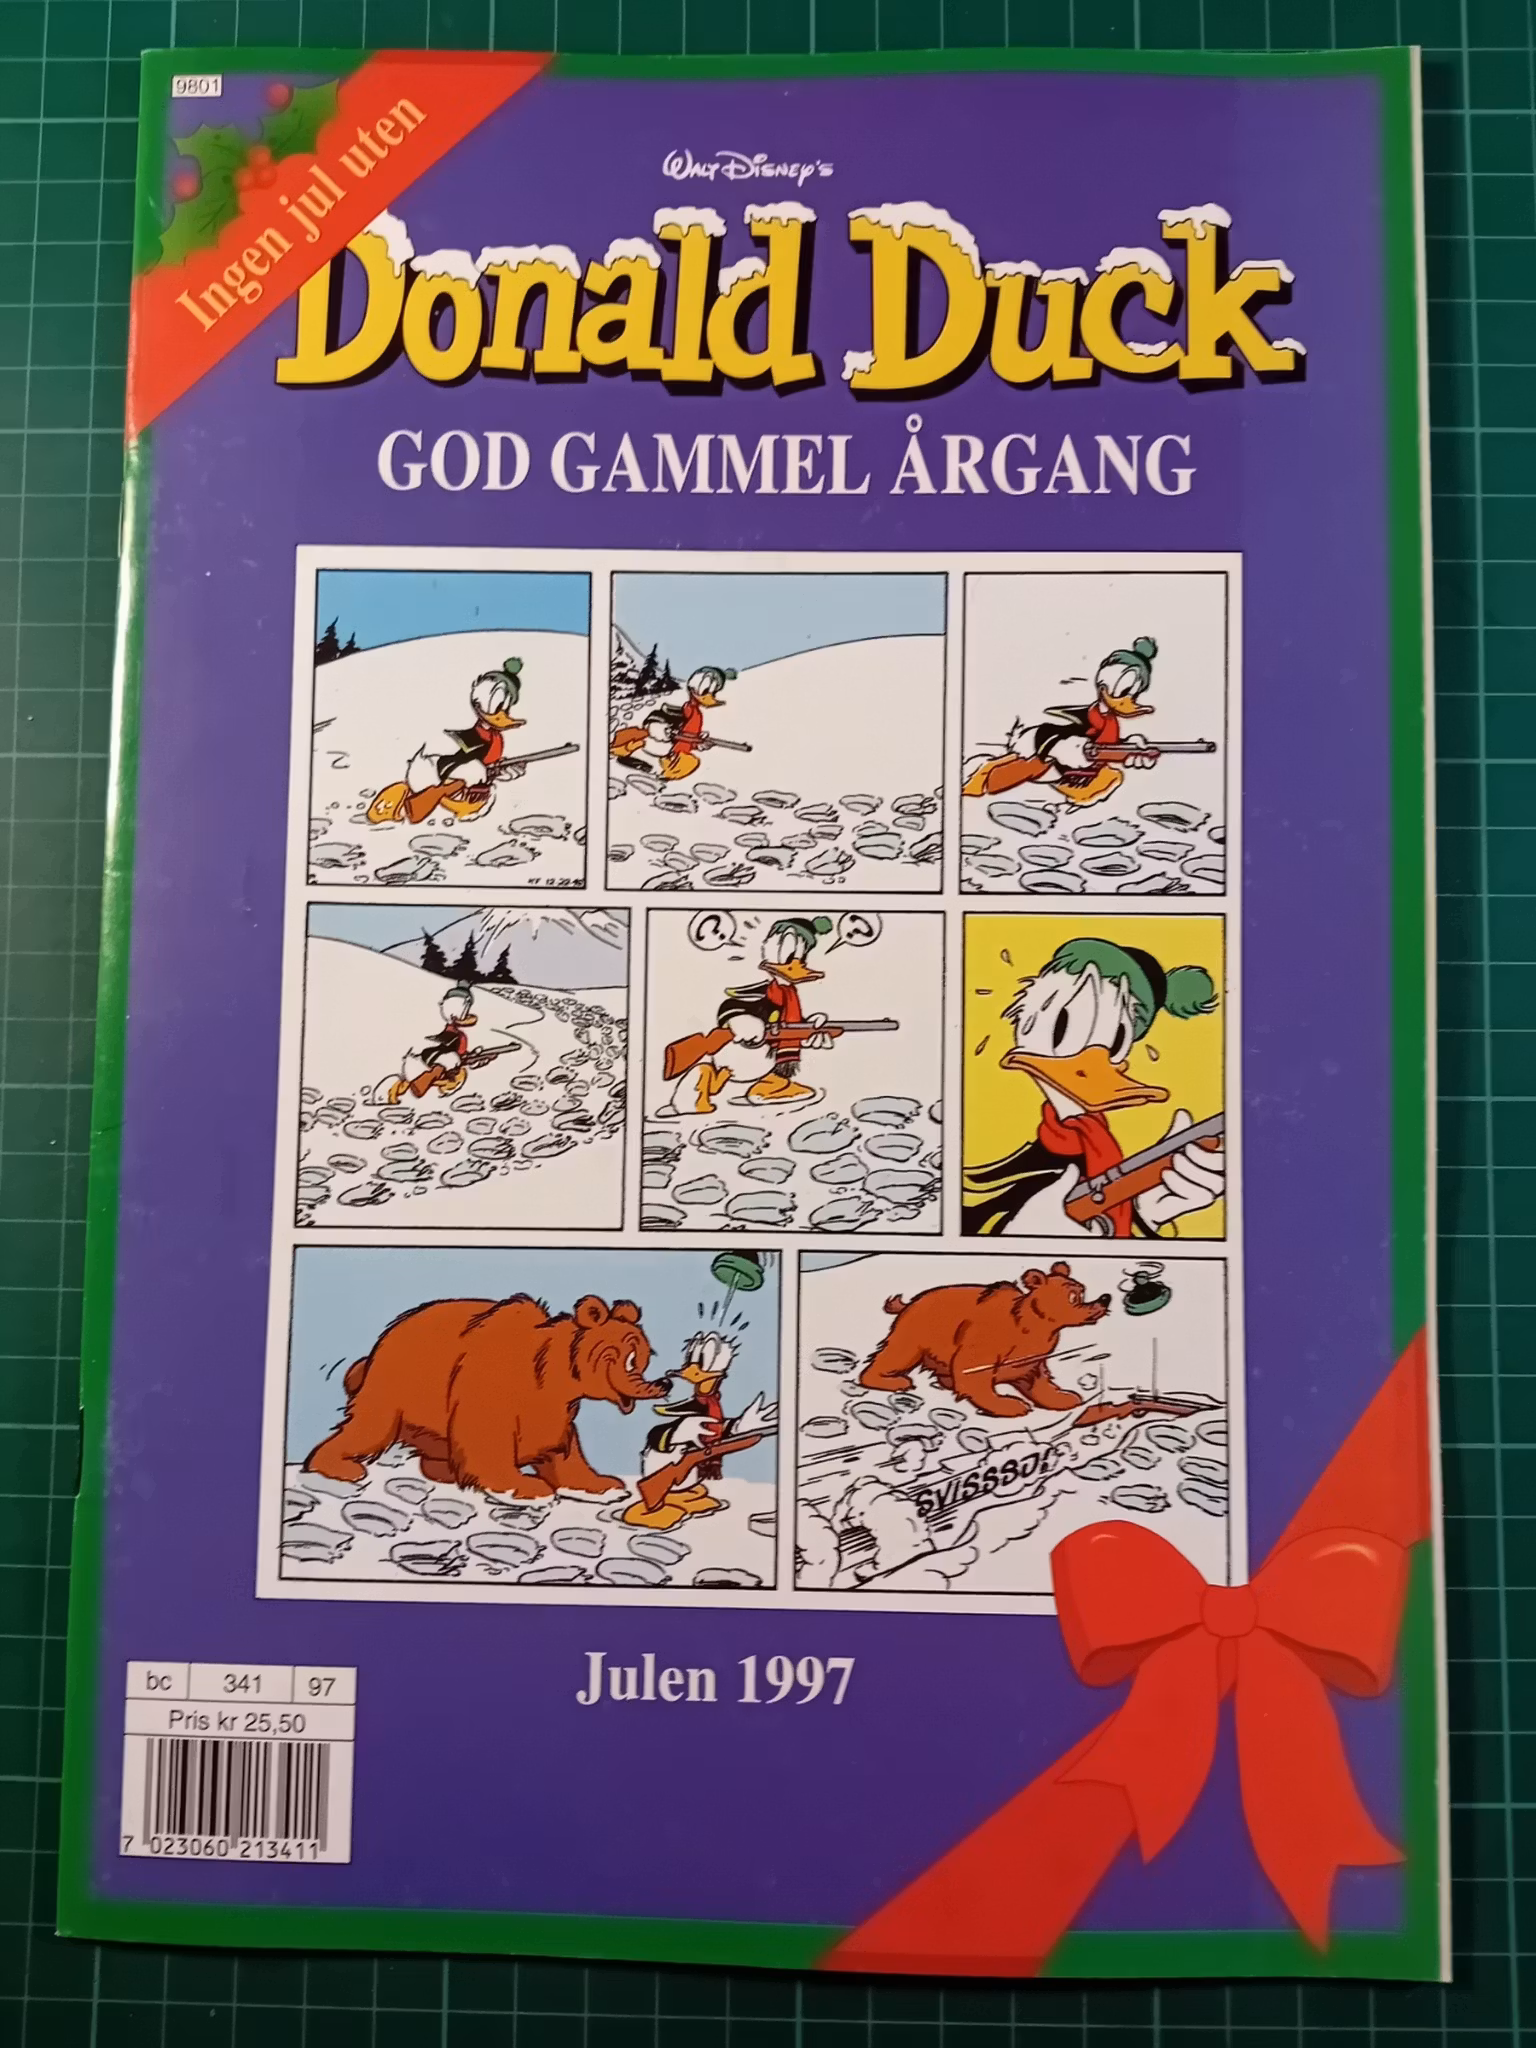 9801
Ingen jul uten
WALT DISNEY'S
Donald Duck
GOD GAMMEL ÅRGANG
?
?
SVISSSJ!
Julen 1997
bc 341 97
Pris kr 25,50
7 023060 213411